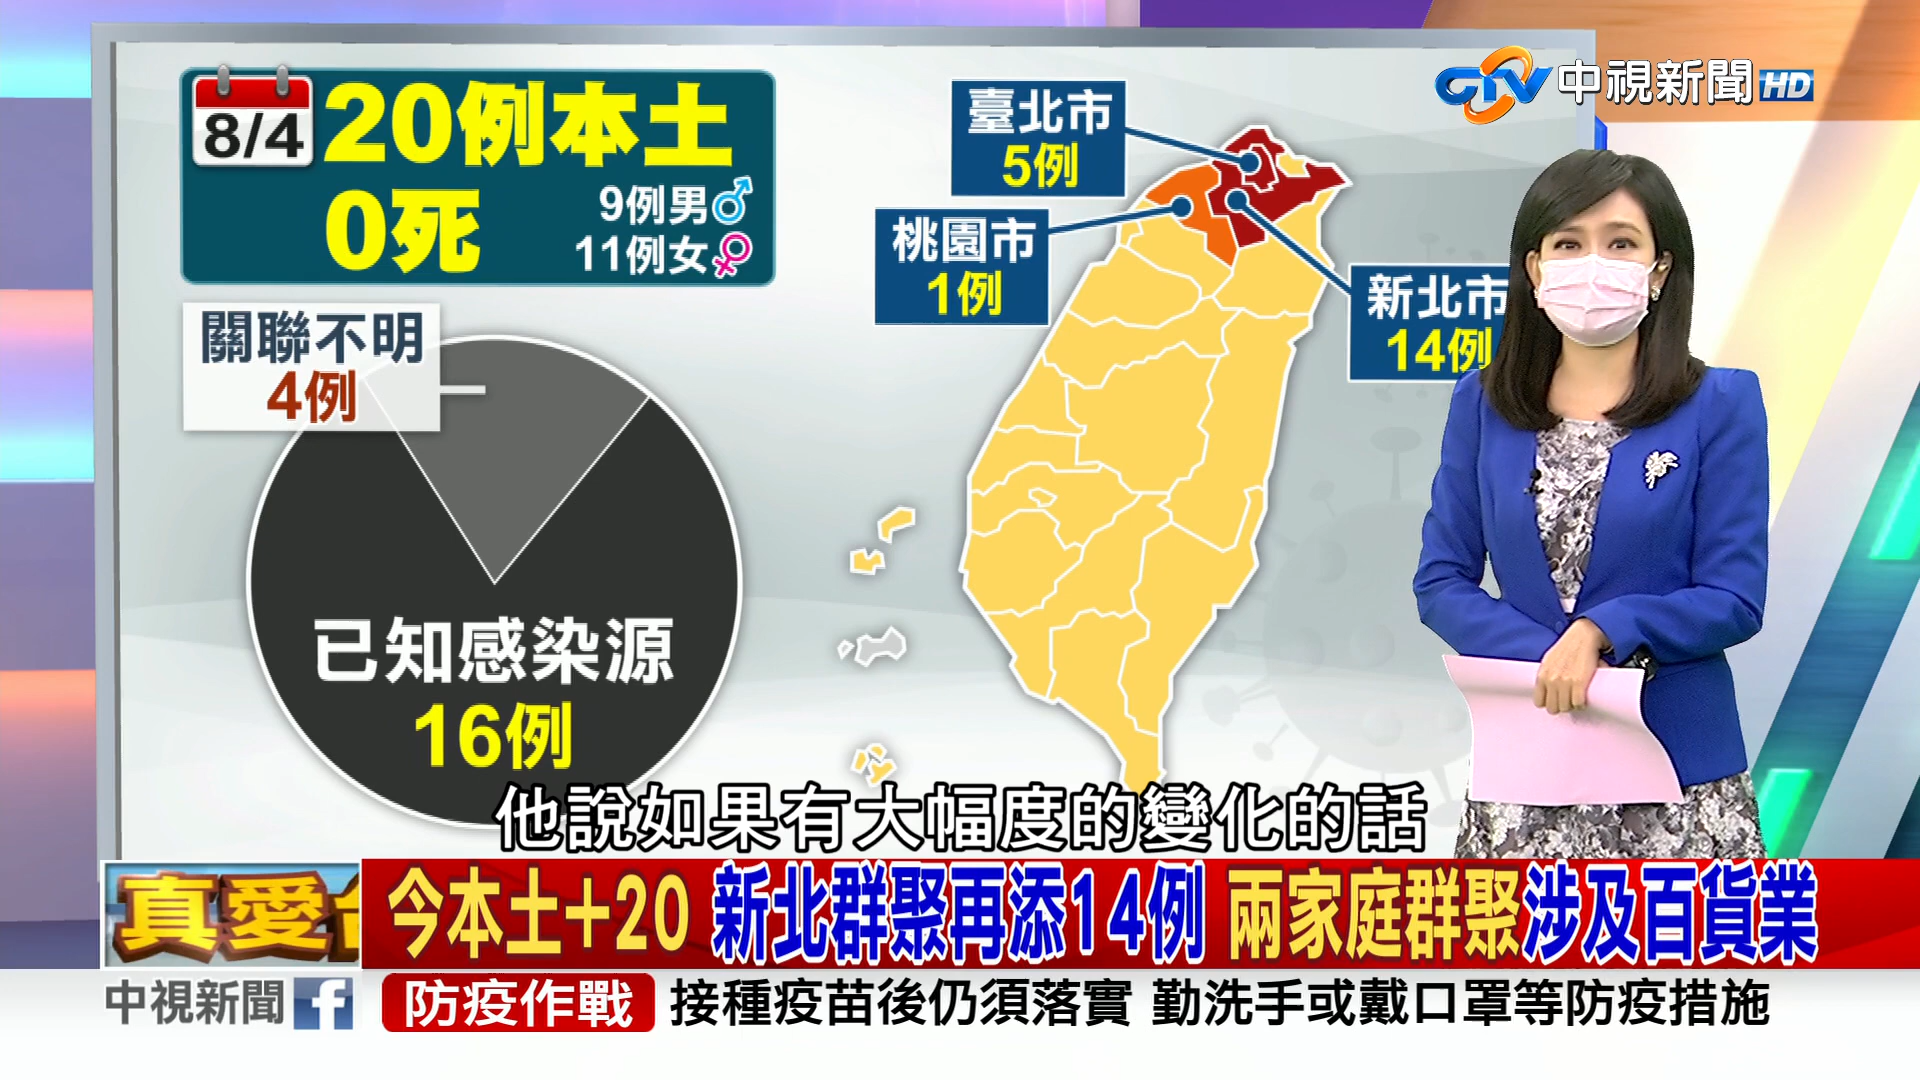 8/4
20例本土
0死
9例男
11例女
關聯不明
4例
已知感染源
16例
臺北市
5例
桃園市
1例
新北市
14例
CTV中視新聞HD
他說如果有大幅度的變化的話
真愛台
今本土+20 新北群聚再添14例 兩家庭群聚涉及百貨業
中視新聞 f 防疫作戰 接種疫苗後仍須落實 勤洗手或戴口罩等防疫措施